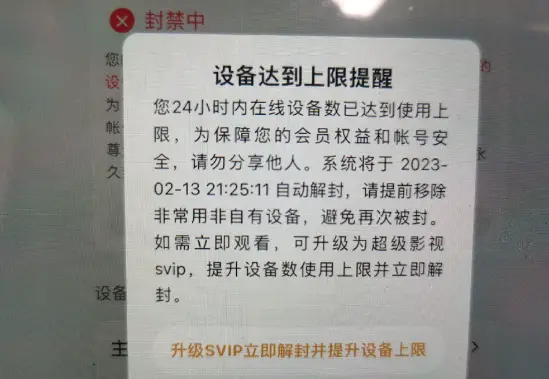 封禁中
您
的
设
为
帐
尊
永
久
设备达到上限提醒
您24小时内在线设备数已达到使用上
限，为保障您的会员权益和帐号安
全，请勿分享他人。系统将于 2023-
02-13 21:25:11 自动解封，请提前移除
非常用非自有设备，避免再次被封。
如需立即观看，可升级为超级影视
svip，提升设备数使用上限并立即解
封。
设备
主
升级SVIP立即解封并提升设备上限